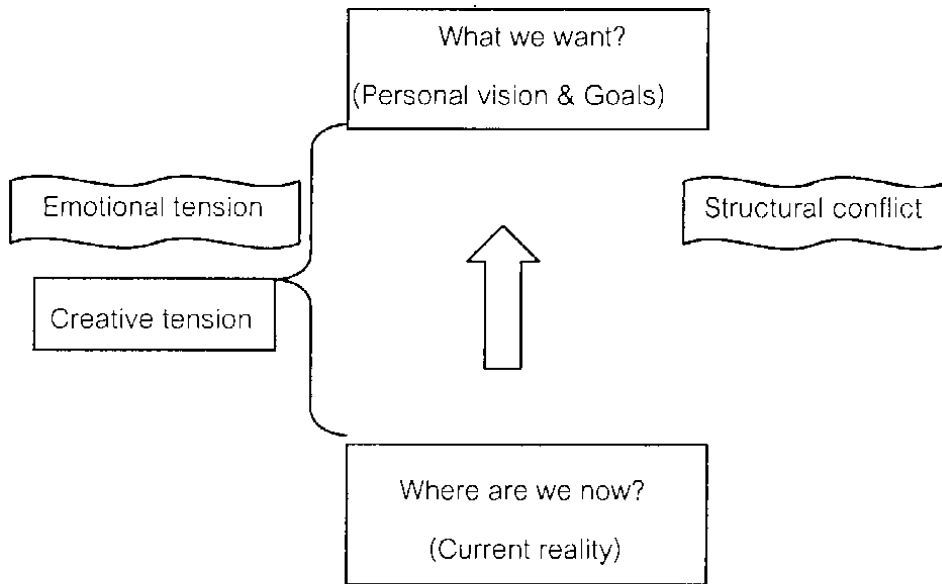 What we want?
(Personal vision & Goals)
Emotional tension
Structural conflict
Creative tension
Where are we now?
(Current reality)